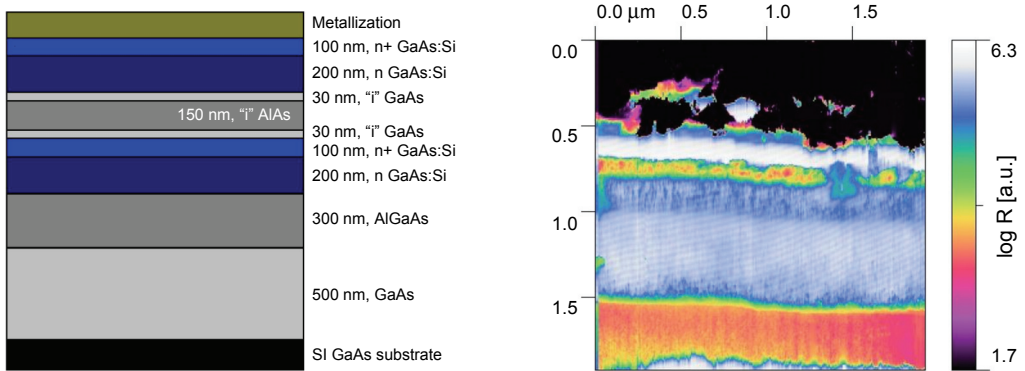 Metallization
100 nm, n+ GaAs:Si
200 nm, n GaAs:Si
30 nm, “i” GaAs
150 nm, “i” AlAs
30 nm, “i” GaAs
100 nm, n+ GaAs:Si
200 nm, n GaAs:Si
300 nm, AlGaAs
500 nm, GaAs
SI GaAs substrate
0.0 μm 0.5 1.0 1.5
0.0
0.5
1.0
1.5
6.3
log R [a.u.]
1.7